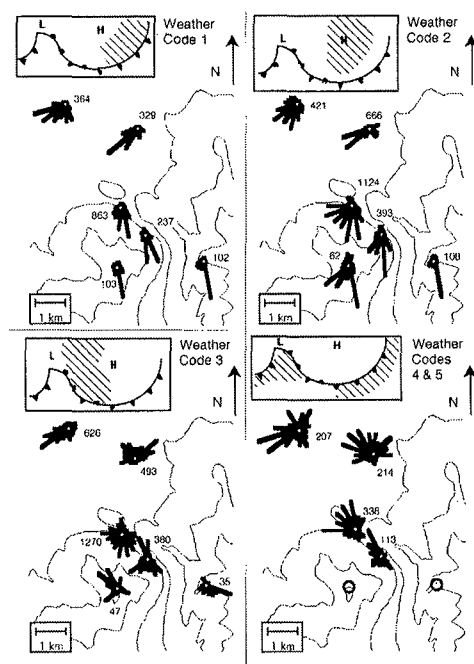 L
H
Weather
Code 1
N
364
329
863
237
102
103
1 km
L
H
Weather
Code 2
N
421
666
1124
393
62
108
1 km
L
H
Weather
Code 3
N
626
493
1270
380
35
47
1 km
L
H
Weather
Codes
4 & 5
N
207
214
338
113
1 km